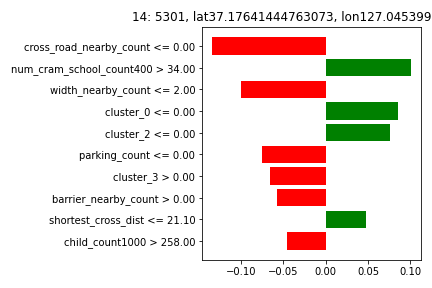 14: 5301, lat37.17641444763073, lon127.045399
cross_road_nearby_count <= 0.00
num_cram_school_count400 > 34.00
width_nearby_count <= 2.00
cluster_0 <= 0.00
cluster_2 <= 0.00
parking_count <= 0.00
cluster_3 > 0.00
barrier_nearby_count > 0.00
shortest_cross_dist <= 21.10
child_count1000 > 258.00
−0.10 −0.05 0.00 0.05 0.10